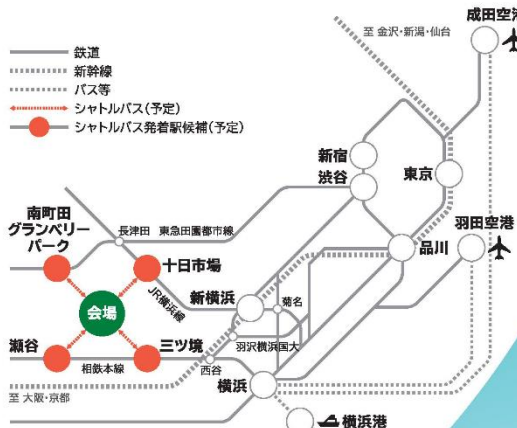 成田空港
至 金沢・新潟・仙台
鉄道
新幹線
バス等
シャトルバス(予定)
シャトルバス発着駅候補(予定)
新宿
渋谷
東京
南町田
グランベリー
パーク
長津田
東急田園都市線
十日市場
JR横浜線
品川
羽田空港
新横浜
菊名
会場
羽沢横浜国大
瀬谷
相鉄本線
三ツ境
西谷
横浜
至 大阪・京都
横浜港